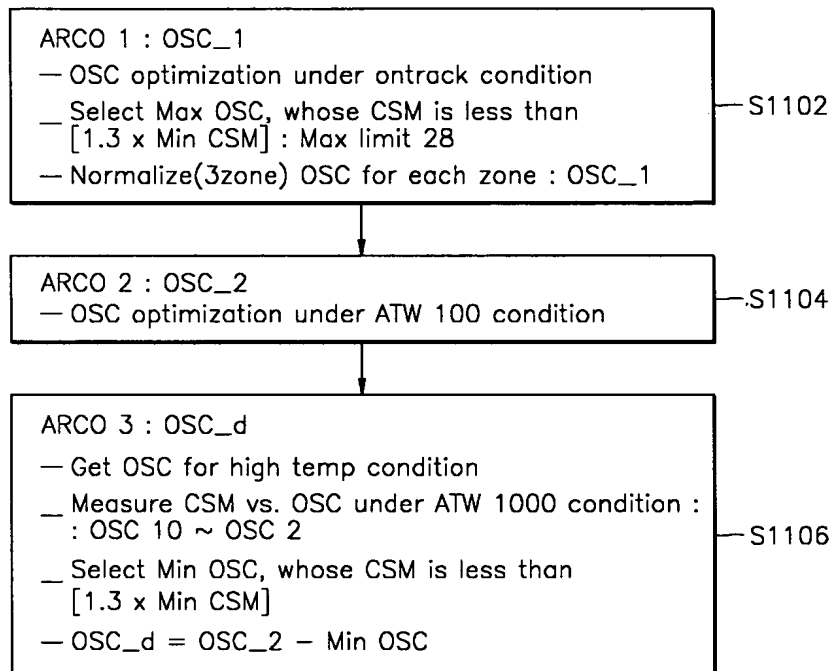 ARCO 1 : OSC_1
— OSC optimization under ontrack condition
— Select Max OSC, whose CSM is less than
[1.3 x Min CSM] : Max limit 28
— Normalize(3zone) OSC for each zone : OSC_1
S1102
ARCO 2 : OSC_2
— OSC optimization under ATW 100 condition
S1104
ARCO 3 : OSC_d
— Get OSC for high temp condition
— Measure CSM vs. OSC under ATW 1000 condition :
: OSC 10 ~ OSC 2
— Select Min OSC, whose CSM is less than
[1.3 x Min CSM]
— OSC_d = OSC_2 – Min OSC
S1106